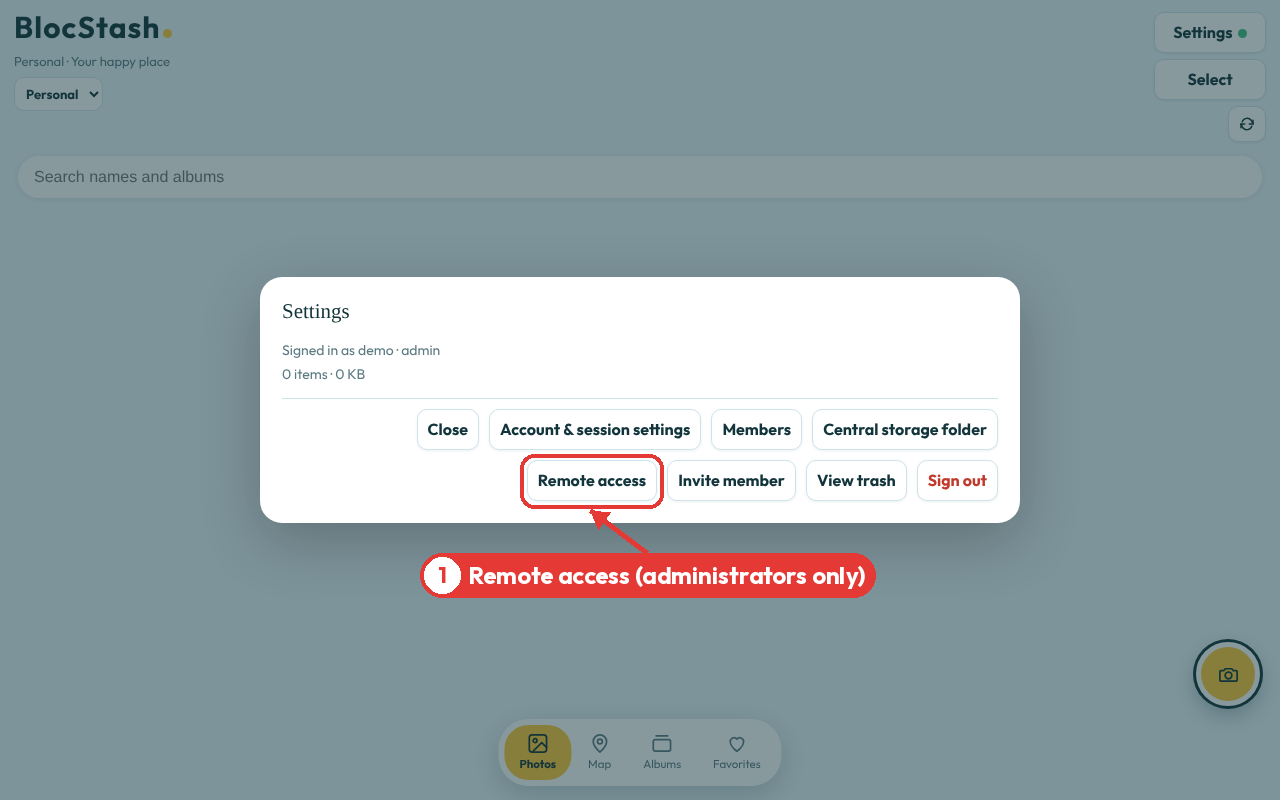 BlocStash.
Personal · Your happy place
Personal
Settings
Select
Search names and albums
Settings
Signed in as demo · admin
0 items · 0 KB
Close
Account & session settings
Members
Central storage folder
Remote access
Invite member
View trash
Sign out
1 Remote access (administrators only)
Photos
Map
Albums
Favorites